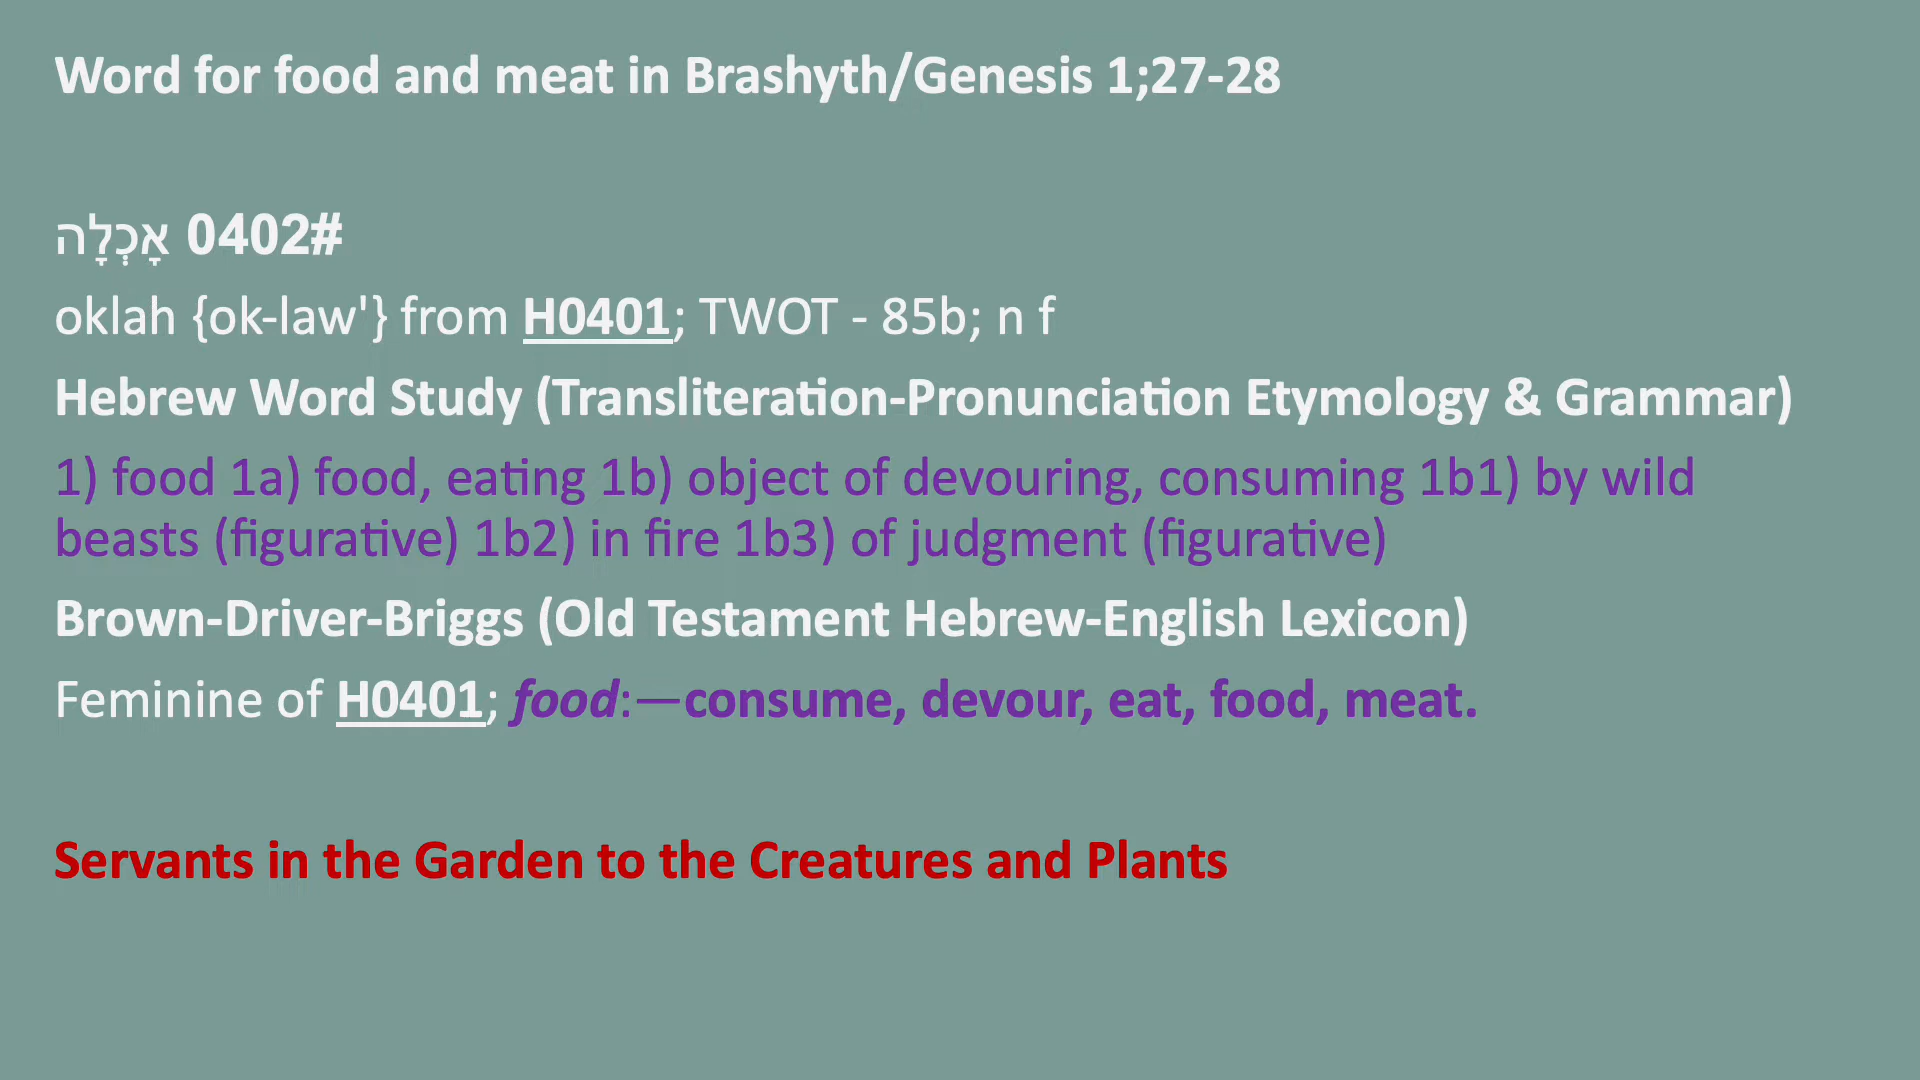 Word for food and meat in Brashyth/Genesis 1;27-28
אָכְלָה 0402#
oklah {ok-law'} from H0401; TWOT - 85b; n f
Hebrew Word Study (Transliteration-Pronunciation Etymology & Grammar)
1) food 1a) food, eating 1b) object of devouring, consuming 1b1) by wild
beasts (figurative) 1b2) in fire 1b3) of judgment (figurative)
Brown-Driver-Briggs (Old Testament Hebrew-English Lexicon)
Feminine of H0401; food:—consume, devour, eat, food, meat.
Servants in the Garden to the Creatures and Plants